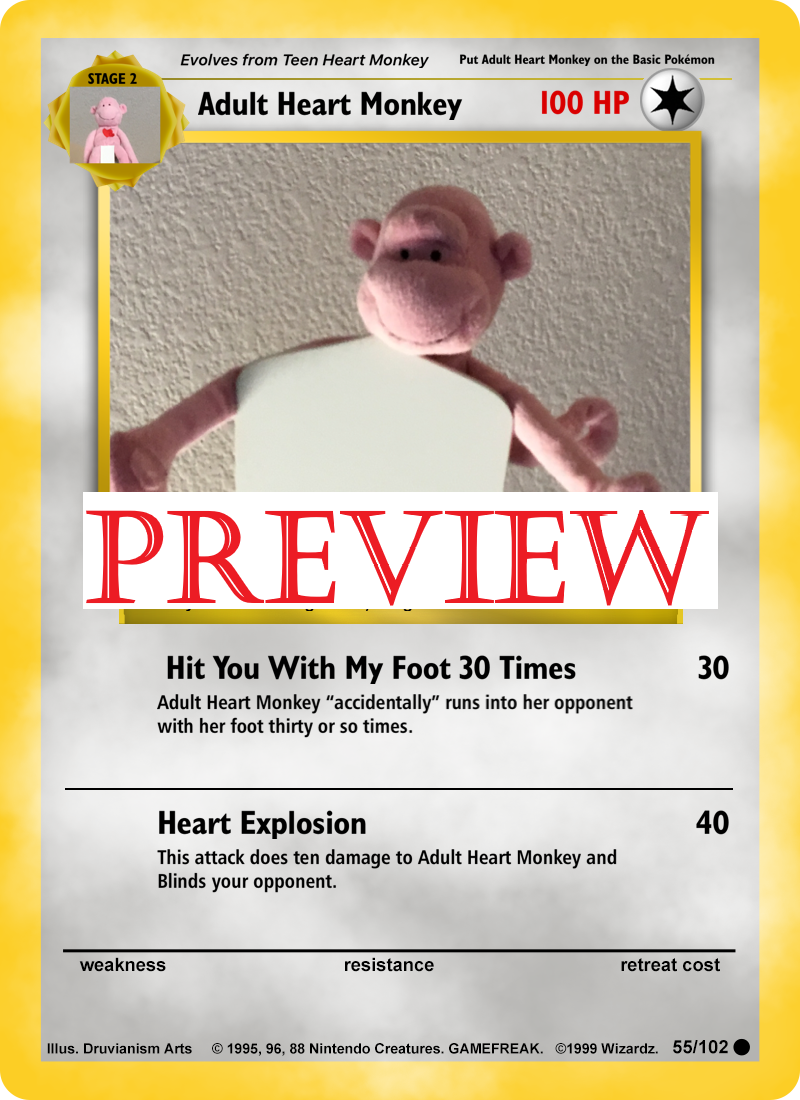 Evolves from Teen Heart Monkey Put Adult Heart Monkey on the Basic Pokémon
STAGE 2
Adult Heart Monkey 100 HP
PREVIEW
Hit You With My Foot 30 Times 30
Adult Heart Monkey “accidentally” runs into her opponent
with her foot thirty or so times.
Heart Explosion 40
This attack does ten damage to Adult Heart Monkey and
Blinds your opponent.
weakness resistance retreat cost
Illus. Druvianism Arts © 1995, 96, 88 Nintendo Creatures. GAMEFREAK. ©1999 Wizardz. 55/102